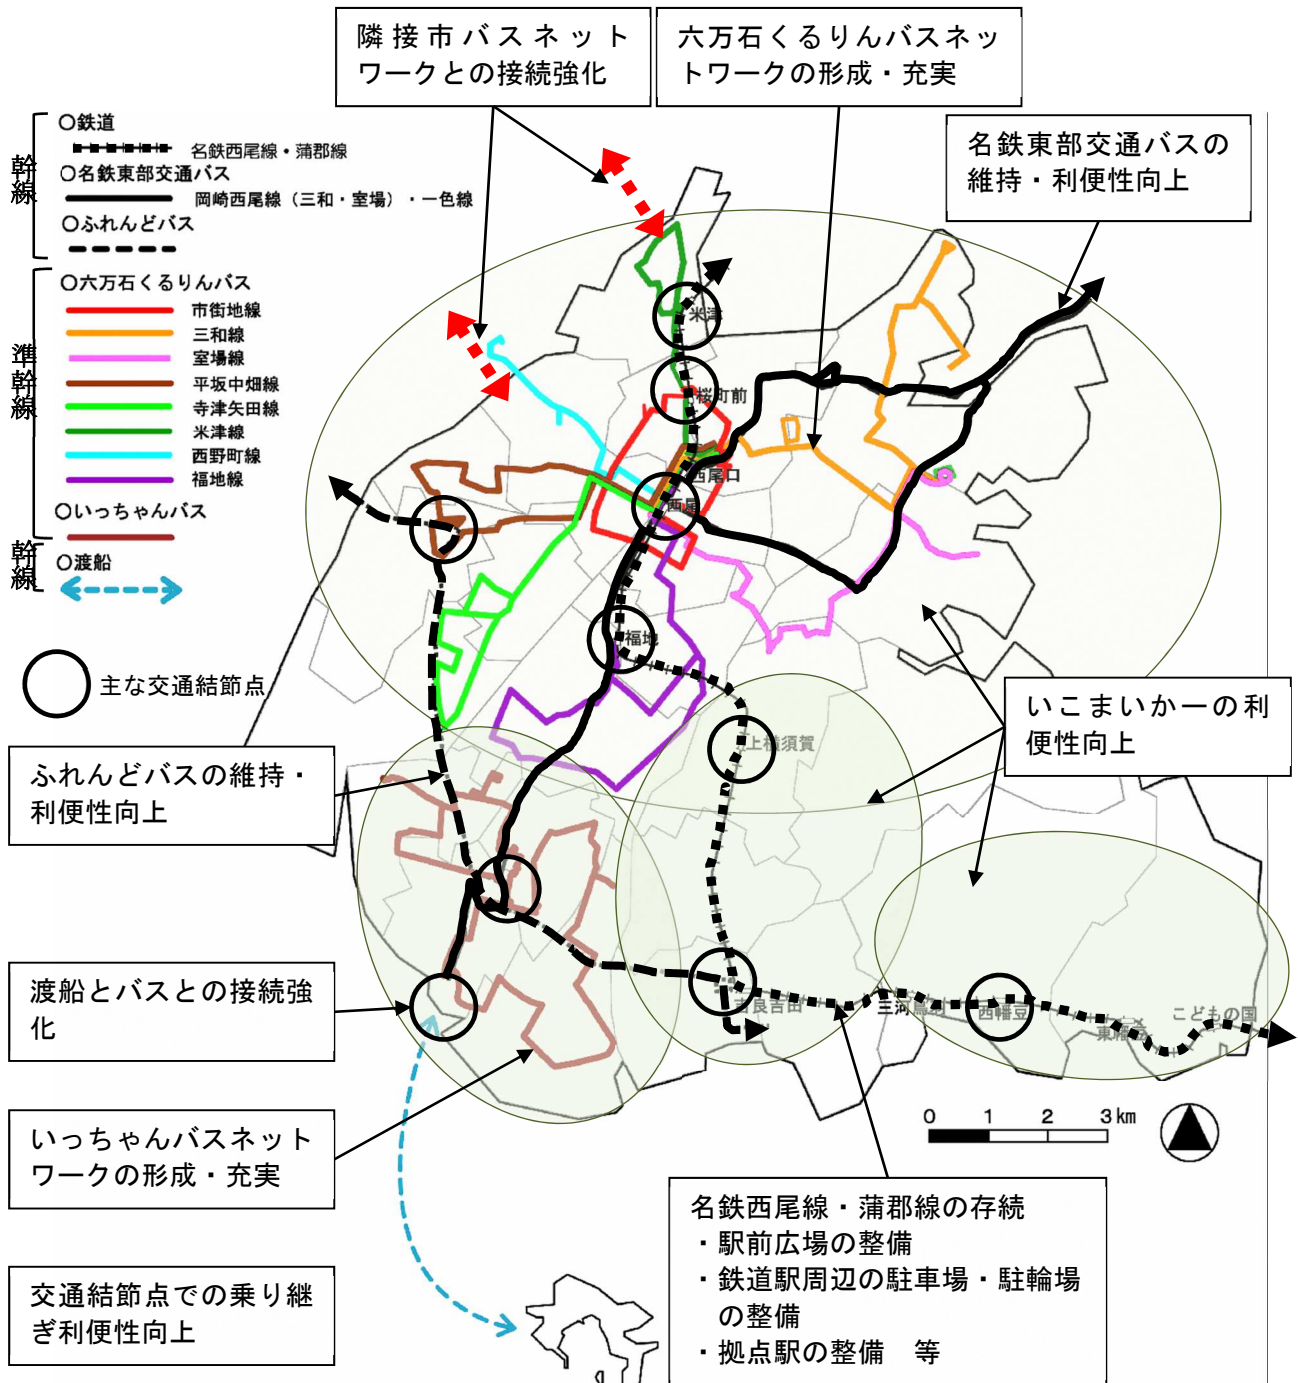 隣接市バスネット
ワークとの接続強化
六万石くるりんバスネッ
トワークの形成・充実
名鉄東部交通バスの
維持・利便性向上
幹線
○鉄道
名鉄西尾線・蒲郡線
○名鉄東部交通バス
岡崎西尾線（三和・室場）・一色線
○ふれんどバス
準幹線
○六万石くるりんバス
市街地線
三和線
室場線
平坂中畑線
寺津矢田線
米津線
西野町線
福地線
○いっちゃんバス
幹線
○渡船
主な交通結節点
米津
桜町前
西尾口
西尾
福地
上横須賀
吉良吉田
三河鳥羽
西幡豆
東幡豆
こどもの国
いこまいかーの利
便性向上
ふれんどバスの維持・
利便性向上
渡船とバスとの接続強
化
いっちゃんバスネット
ワークの形成・充実
交通結節点での乗り継
ぎ利便性向上
0 1 2 3km
名鉄西尾線・蒲郡線の存続
・駅前広場の整備
・鉄道駅周辺の駐車場・駐輪場
の整備
・拠点駅の整備　等